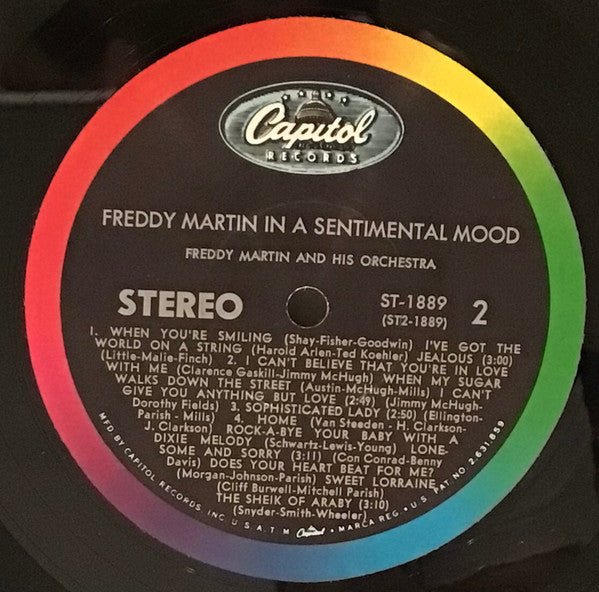 Capitol
RECORDS
FREDDY MARTIN IN A SENTIMENTAL MOOD
FREDDY MARTIN AND HIS ORCHESTRA
STEREO
ST-1889
(ST2-1889)
2
1. WHEN YOU'RE SMILING (Shay-Fisher-Goodwin) I'VE GOT THE
WORLD ON A STRING (Harold Arlen-Ted Koehler) JEALOUS (3:00)
(Little-Malie-Finch) 2. I CAN'T BELIEVE THAT YOU'RE IN LOVE
WITH ME (Clarence Gaskill-Jimmy McHugh) WHEN MY SUGAR
WALKS DOWN THE STREET (Austin-McHugh-Mills) I CAN'T
GIVE YOU ANYTHING BUT LOVE (2:49) (Jimmy McHugh-
Dorothy Fields) 3. SOPHISTICATED LADY (2:50) (Ellington-
Parish - Mills) 4. HOME (Van Steeden - H. Clarkson-
J. Clarkson) ROCK-A-BYE YOUR BABY WITH A
DIXIE MELODY (Schwartz-Lewis-Young) LONE-
SOME AND SORRY (3:11) (Con Conrad-Benny
Davis) DOES YOUR HEART BEAT FOR ME?
(Morgan-Johnson-Parish) SWEET LORRAINE
(Cliff Burwell-Mitchell Parish)
THE SHEIK OF ARABY (3:10)
(Snyder-Smith-Wheeler)
MFD. BY CAPITOL RECORDS, INC. U.S.A. T.M. Capitol MARCA REG. • U.S. PAT. NO. 2,631,859